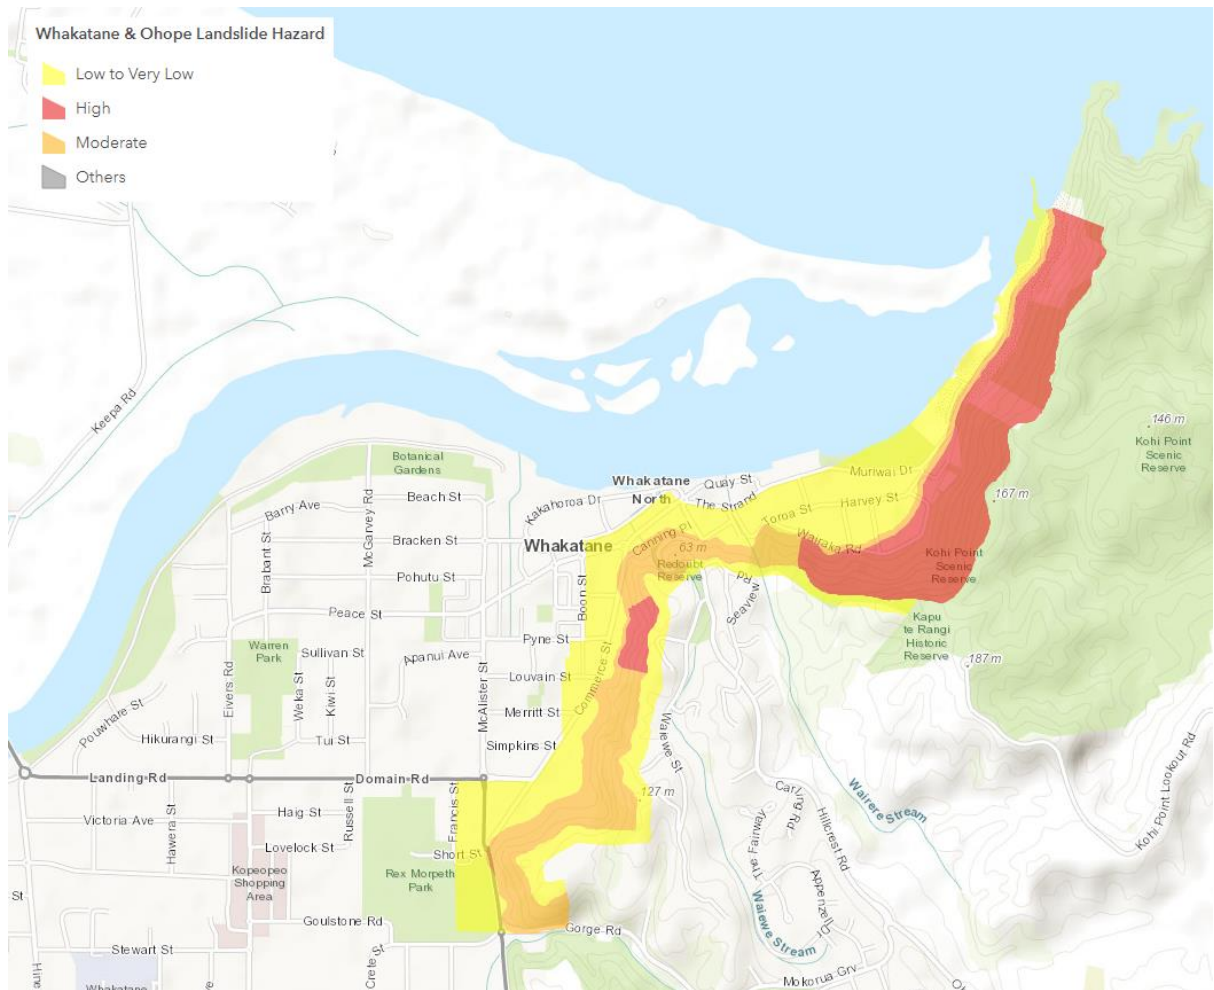 Whakatane & Ohope Landslide Hazard
Low to Very Low
High
Moderate
Others
Keepa Rd
146 m
Kohi Point
Scenic
Reserve
Botanical
Gardens
Muriwai Dr
Whakatane
North
Quay St
The Strand
Beach St
McGarvey Rd
Kakahoroa Dr
Harvey St
Toroa St
167 m
Barry Ave
Bracken St
Whakatane
Canning Pl
63 m
Redoubt
Reserve
Wairaka Rd
Kohi Point
Scenic
Reserve
Brabant St
Pohutu St
Boon St
Seaview Rd
Peace St
Kapu
te Rangi
Historic
Reserve
Warren
Park
Sullivan St
Pyne St
Apanui Ave
187 m
Eivers Rd
Weka St
Kiwi St
McAlister St
Louvain St
Commerce St
Pouwhare St
Merritt St
Hikurangi St
Tui St
Simpkins St
Waiewe St
Landing Rd
Domain Rd
127 m
Wairere Stream
Kohi Point Lookout Rd
Victoria Ave
Hawera St
Haig St
Russell St
Francis St
Lovelock St
Short St
The Fairway
Hillcrest Rd
Kopeopeo
Shopping
Area
Rex Morpeth
Park
Appenzell Dr
St
Goulstone Rd
Gorge Rd
Waiewe Stream
Stewart St
Crete St
Mokorua Grv
Whakatane